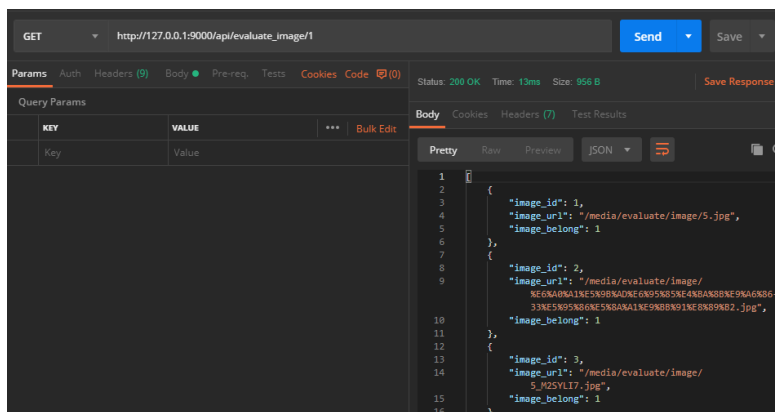 GET http://127.0.0.1:9000/api/evaluate_image/1 Send Save
Params Auth Headers (9) Body Pre-req. Tests Cookies Code (0)
Query Params
KEY VALUE ••• Bulk Edit
Key Value
Status: 200 OK Time: 13ms Size: 956 B Save Response
Body Cookies Headers (7) Test Results
Pretty Raw Preview JSON
1 [
2 {
3 "image_id": 1,
4 "image_url": "/media/evaluate/image/5.jpg",
5 "image_belong": 1
6 },
7 {
8 "image_id": 2,
9 "image_url": "/media/evaluate/image/
%E6%A0%A1%E5%9B%AD%E6%95%85%E4%BA%8B%E9%A6%86-
33%E5%95%86%E5%8A%A1%E9%BB%91%E8%89%B2.jpg",
10 "image_belong": 1
11 },
12 {
13 "image_id": 3,
14 "image_url": "/media/evaluate/image/
5_M2SYLI7.jpg",
15 "image_belong": 1
16 }